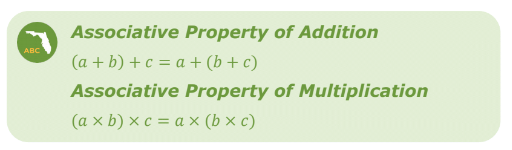 ABC
Associative Property of Addition
(a + b) + c = a + (b + c)
Associative Property of Multiplication
(a × b) × c = a × (b × c)